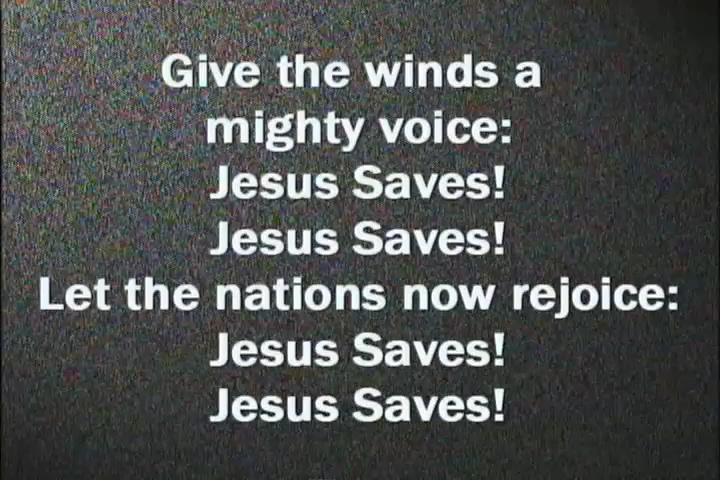 Give the winds a
mighty voice:
Jesus Saves!
Jesus Saves!
Let the nations now rejoice:
Jesus Saves!
Jesus Saves!